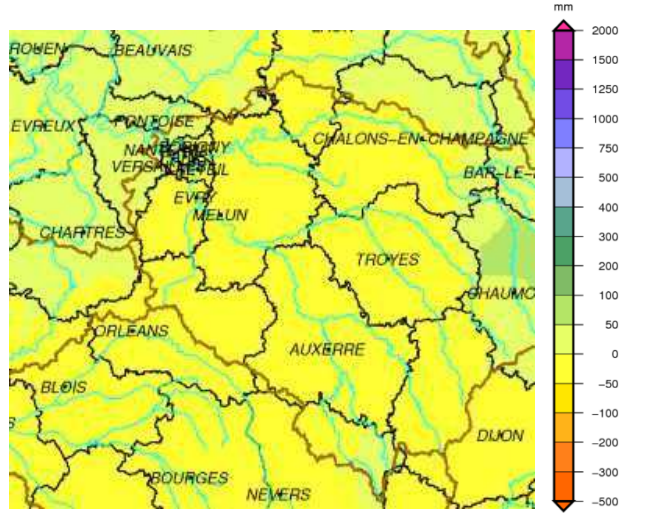 mm
ROUEN
BEAUVAIS
EVREUX
PONTOISE
CHALONS-EN-CHAMPAGNE
BAR-LE-
EVRY
MELUN
CHARTRES
TROYES
CHAUMO
ORLEANS
AUXERRE
BLOIS
DIJON
BOURGES
NEVERS
2000
1500
1250
1000
750
500
400
300
200
100
50
0
-50
-100
-200
-300
-500